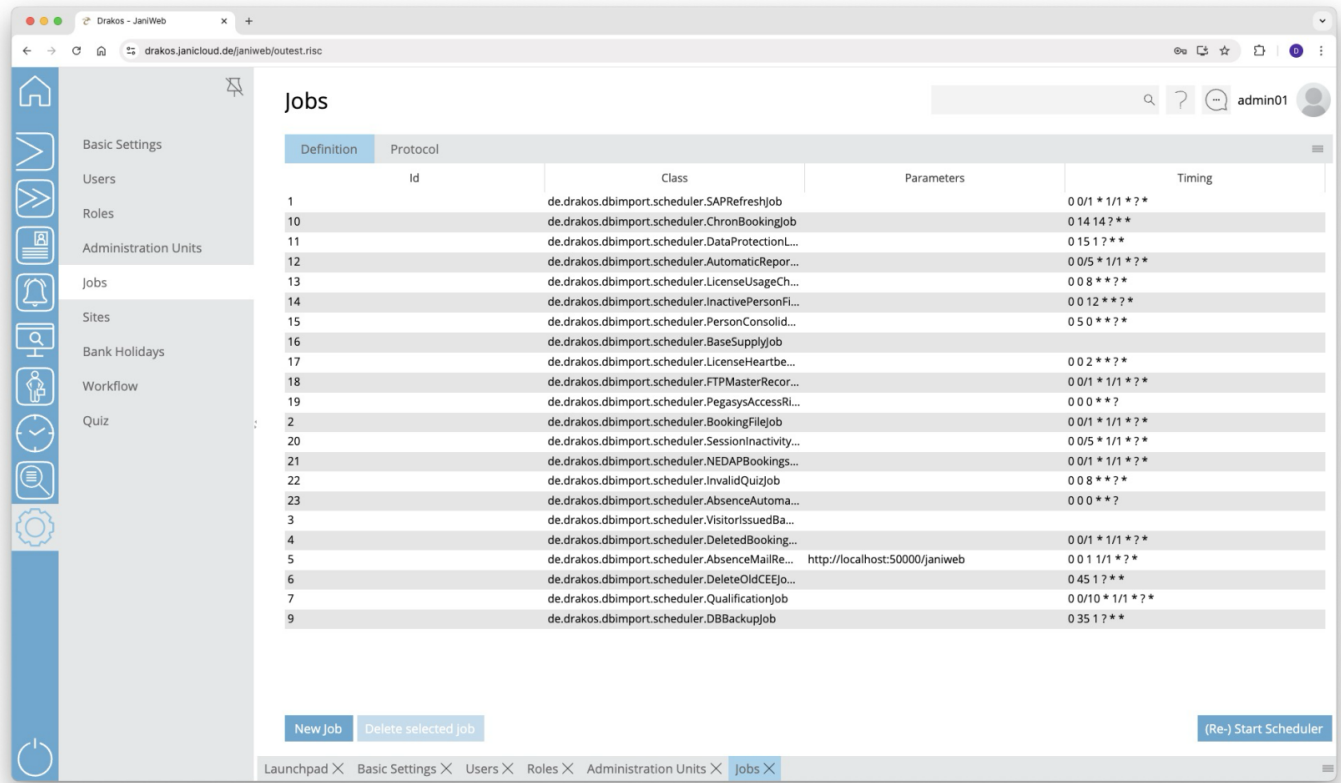 Drakos - JaniWeb
drakos.janicloud.de/janiweb/outest.risc
D
Jobs
admin01
Basic Settings
Users
Roles
Administration Units
Jobs
Sites
Bank Holidays
Workflow
Quiz
Definition Protocol
Id Class Parameters Timing
1 de.drakos.dbimport.scheduler.SAPRefreshJob 0 0/1 * 1/1 * ? *
10 de.drakos.dbimport.scheduler.ChronBookingJob 0 14 14 ? * *
11 de.drakos.dbimport.scheduler.DataProtectionL... 0 15 1 ? * *
12 de.drakos.dbimport.scheduler.AutomaticRepor... 0 0/5 * 1/1 * ? *
13 de.drakos.dbimport.scheduler.LicenseUsageCh... 0 0 8 * * ? *
14 de.drakos.dbimport.scheduler.InactivePersonFi... 0 0 12 * * ? *
15 de.drakos.dbimport.scheduler.PersonConsolid... 0 5 0 * * ? *
16 de.drakos.dbimport.scheduler.BaseSupplyJob
17 de.drakos.dbimport.scheduler.LicenseHeartbe... 0 0 2 * * ? *
18 de.drakos.dbimport.scheduler.FTPMasterRecor... 0 0/1 * 1/1 * ? *
19 de.drakos.dbimport.scheduler.PegasysAccessRi... 0 0 0 * * ?
2 de.drakos.dbimport.scheduler.BookingFileJob 0 0/1 * 1/1 * ? *
20 de.drakos.dbimport.scheduler.SessionInactivity... 0 0/5 * 1/1 * ? *
21 de.drakos.dbimport.scheduler.NEDAPBookings... 0 0/1 * 1/1 * ? *
22 de.drakos.dbimport.scheduler.InvalidQuizJob 0 0 8 * * ? *
23 de.drakos.dbimport.scheduler.AbsenceAutoma... 0 0 0 * * ?
3 de.drakos.dbimport.scheduler.VisitorIssuedBa...
4 de.drakos.dbimport.scheduler.DeletedBooking... 0 0/1 * 1/1 * ? *
5 de.drakos.dbimport.scheduler.AbsenceMailRe... http://localhost:50000/janiweb 0 0 1 1/1 * ? *
6 de.drakos.dbimport.scheduler.DeleteOldCEEJo... 0 45 1 ? * *
7 de.drakos.dbimport.scheduler.QualificationJob 0 0/10 * 1/1 * ? *
9 de.drakos.dbimport.scheduler.DBBackupJob 0 35 1 ? * *
New Job Delete selected job (Re-) Start Scheduler
Launchpad Basic Settings Users Roles Administration Units Jobs